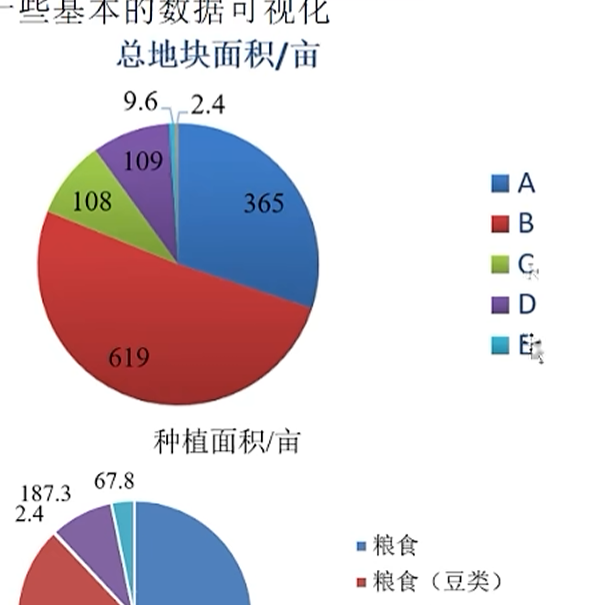 一些基本的数据可视化
总地块面积/亩
9.6
2.4
109
108
365
619
A
B
C
D
E
种植面积/亩
67.8
187.3
2.4
粮食
粮食（豆类）